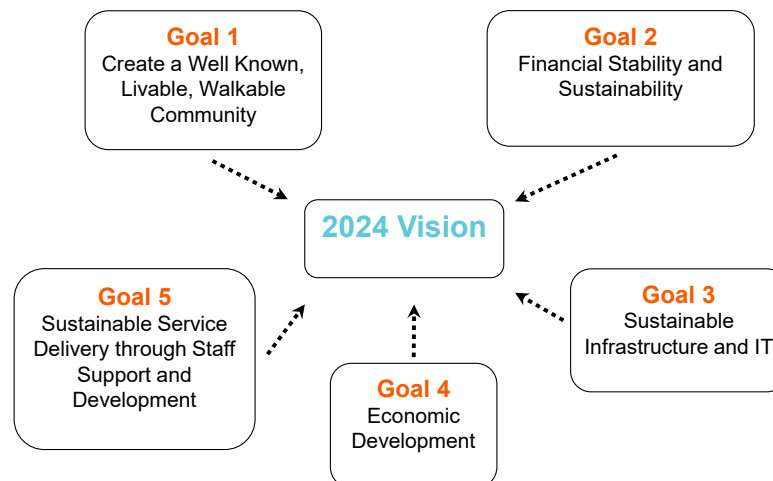 Goal 1
Create a Well Known,
Livable, Walkable
Community
Goal 2
Financial Stability and
Sustainability
2024 Vision
Goal 5
Sustainable Service
Delivery through Staff
Support and
Development
Goal 3
Sustainable
Infrastructure and IT
Goal 4
Economic
Development